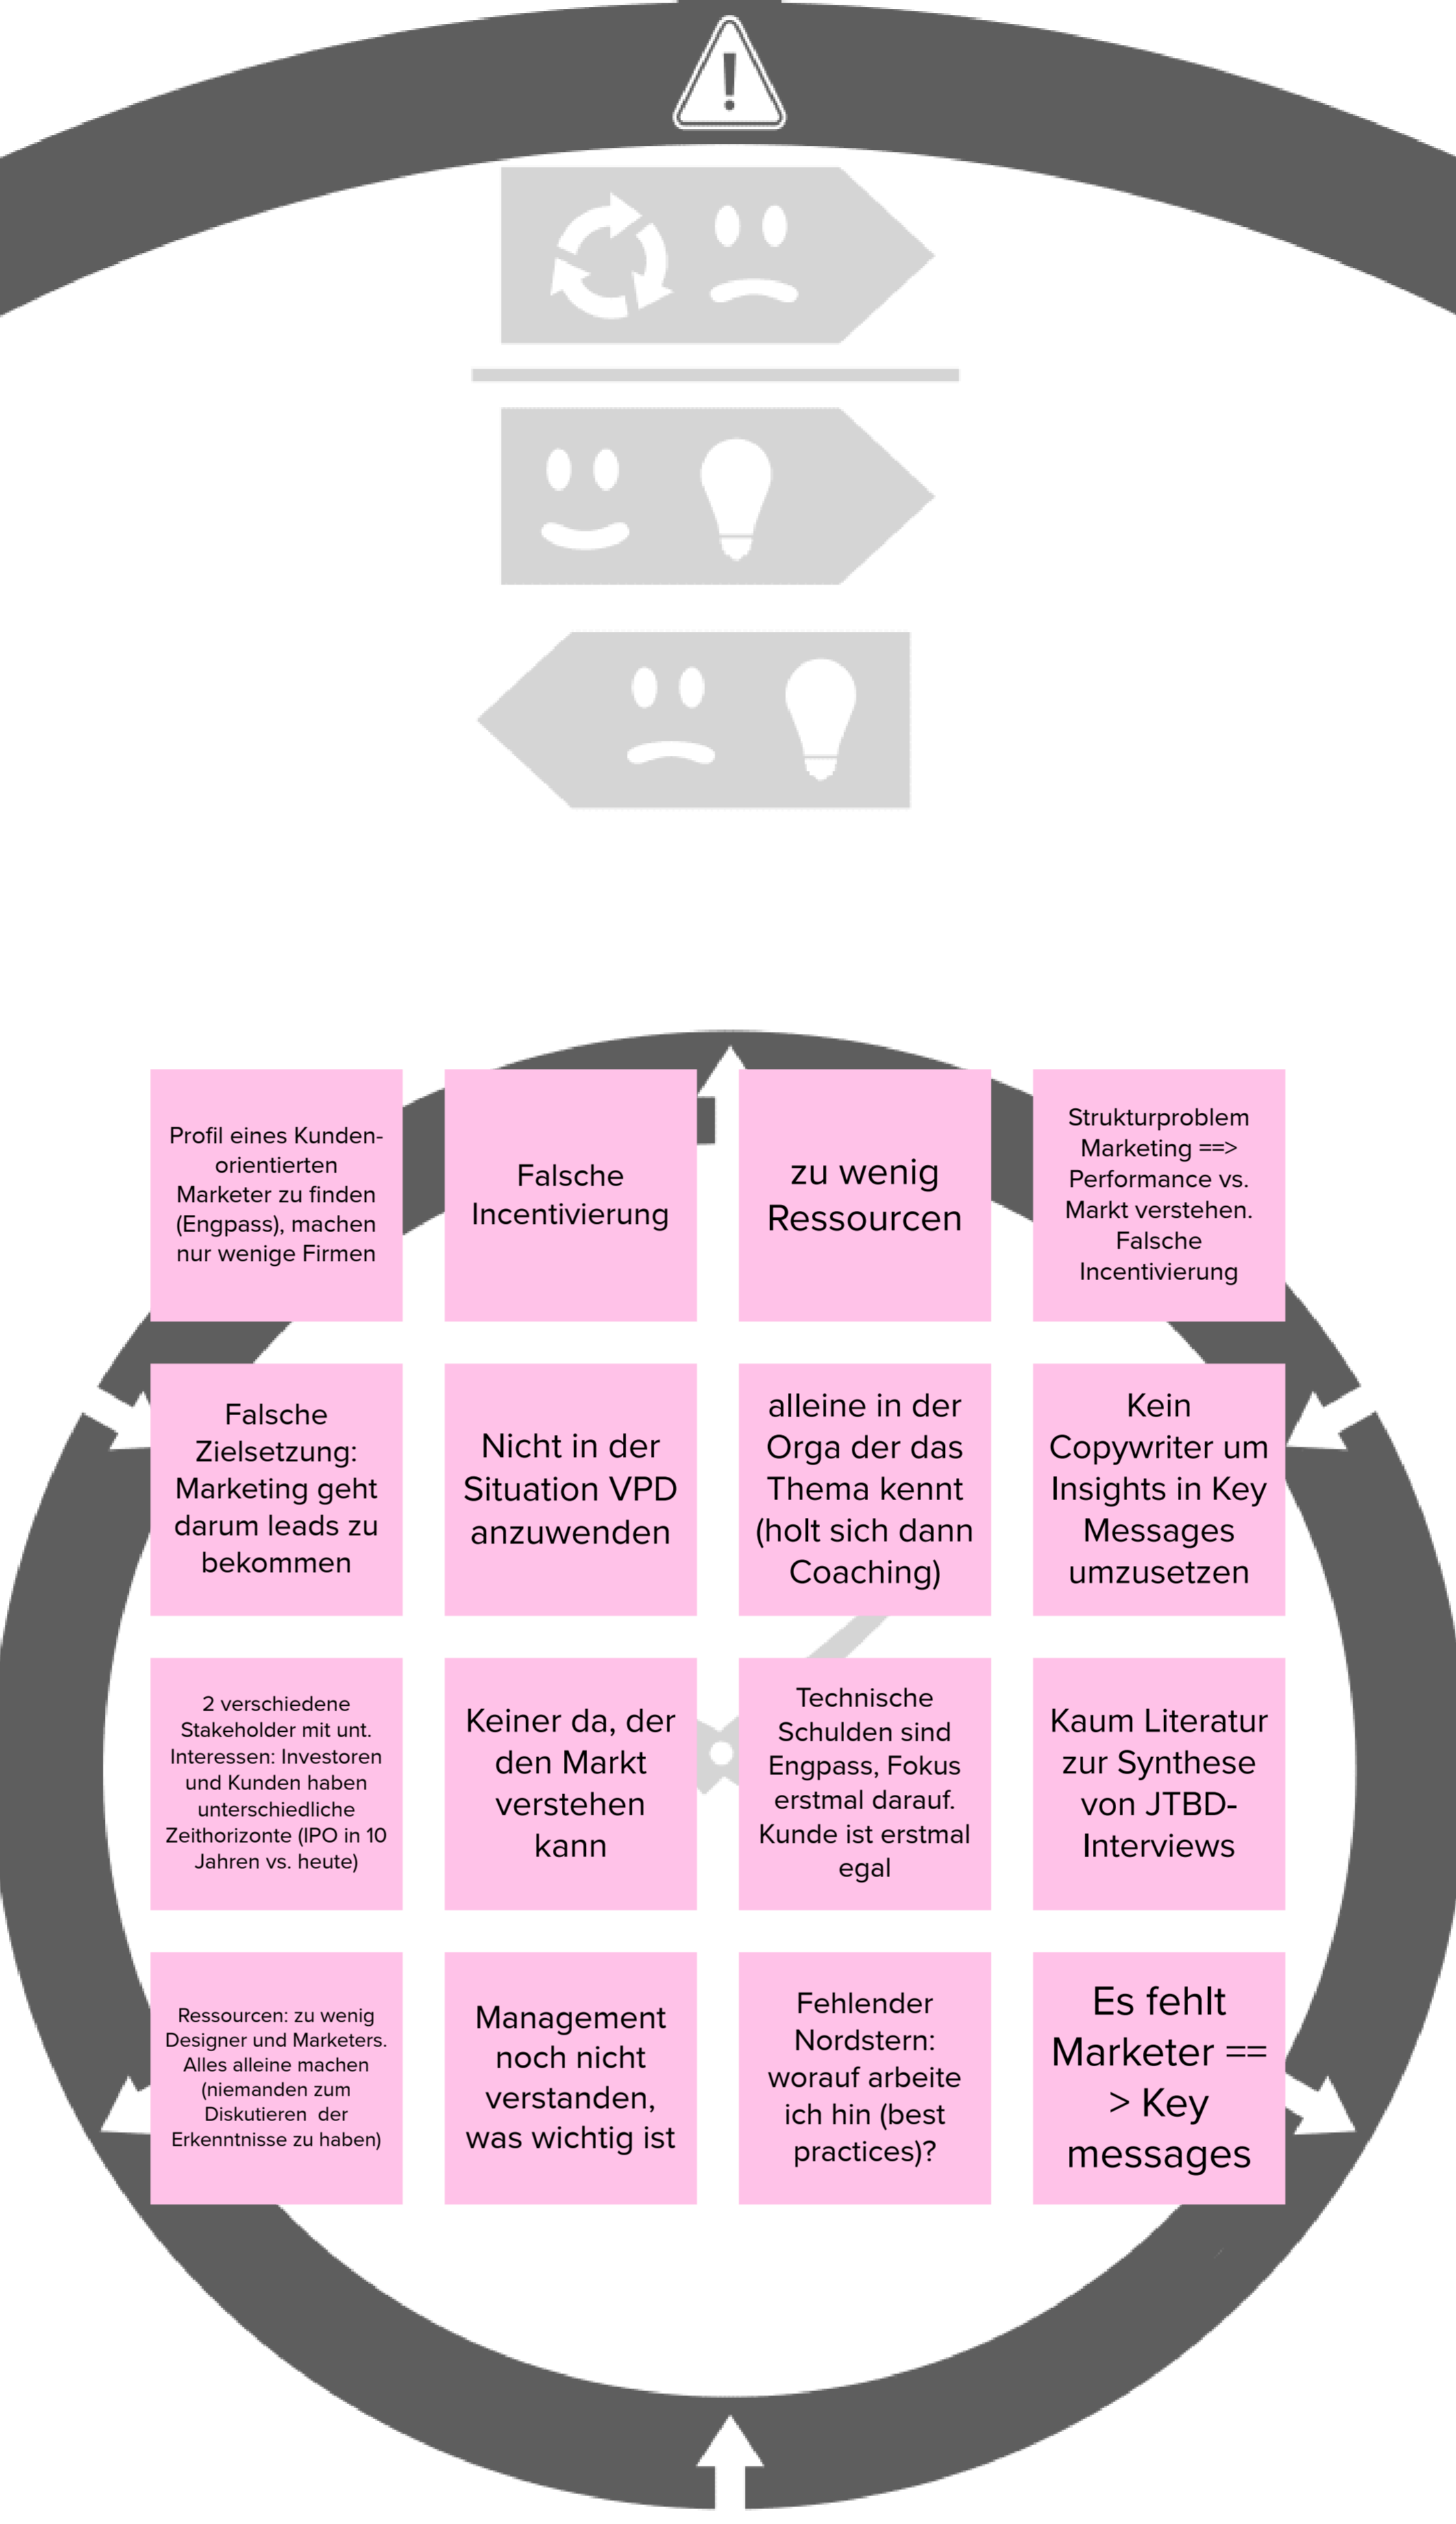 Profil eines Kunden-
orientierten
Marketer zu finden
(Engpass), machen
nur wenige Firmen
Falsche
Incentivierung
zu wenig
Ressourcen
Strukturproblem
Marketing ==>
Performance vs.
Markt verstehen.
Falsche
Incentivierung
Falsche
Zielsetzung:
Marketing geht
darum leads zu
bekommen
Nicht in der
Situation VPD
anzuwenden
alleine in der
Orga der das
Thema kennt
(holt sich dann
Coaching)
Kein
Copywriter um
Insights in Key
Messages
umzusetzen
2 verschiedene
Stakeholder mit unt.
Interessen: Investoren
und Kunden haben
unterschiedliche
Zeithorizonte (IPO in 10
Jahren vs. heute)
Keiner da, der
den Markt
verstehen
kann
Technische
Schulden sind
Engpass, Fokus
erstmal darauf.
Kunde ist erstmal
egal
Kaum Literatur
zur Synthese
von JTBD-
Interviews
Ressourcen: zu wenig
Designer und Marketers.
Alles alleine machen
(niemanden zum
Diskutieren der
Erkenntnisse zu haben)
Management
noch nicht
verstanden,
was wichtig ist
Fehlender
Nordstern:
worauf arbeite
ich hin (best
practices)?
Es fehlt
Marketer ==
> Key
messages